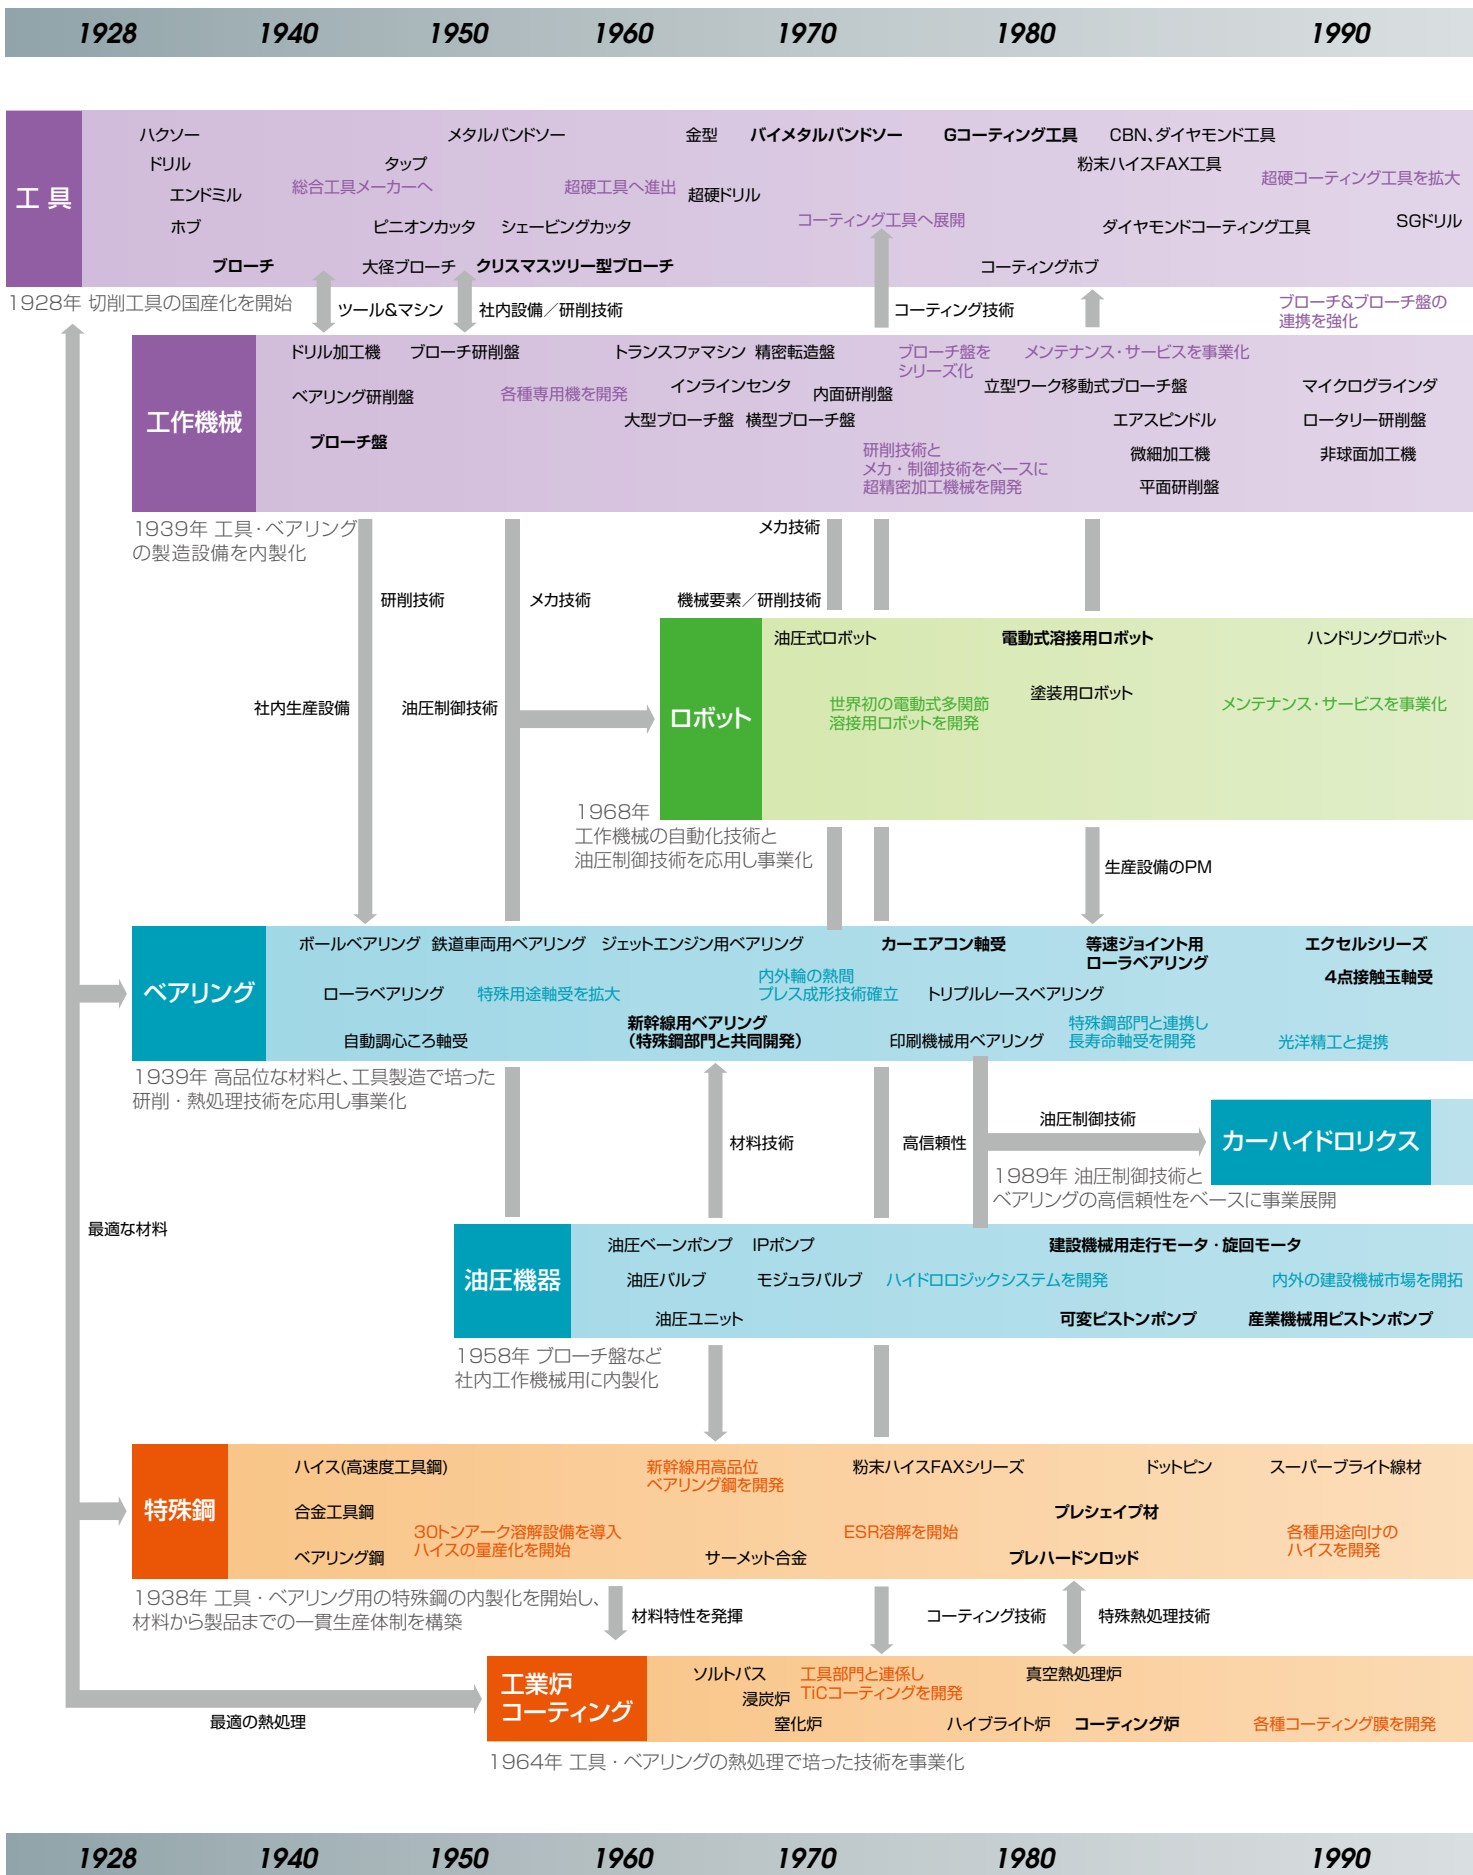 1928 1940 1950 1960 1970 1980 1990
工具
ハクソー
メタルバンドソー
金型
バイメタルバンドソー
Gコーティング工具
CBN、ダイヤモンド工具
ドリル
タップ
粉末ハイスFAX工具
エンドミル
総合工具メーカーへ
超硬工具へ進出
超硬ドリル
超硬コーティング工具を拡大
ホブ
ピニオンカッタ
シェービングカッタ
コーティング工具へ展開
ダイヤモンドコーティング工具
SGドリル
ブローチ
大径ブローチ
クリスマスツリー型ブローチ
コーティングホブ
1928年 切削工具の国産化を開始
ツール&マシン
社内設備／研削技術
コーティング技術
ブローチ&ブローチ盤の
連携を強化
工作機械
ドリル加工機
ブローチ研削盤
トランスファマシン
精密転造盤
ブローチ盤を
シリーズ化
メンテナンス・サービスを事業化
ベアリング研削盤
各種専用機を開発
インラインセンタ
内面研削盤
立型ワーク移動式ブローチ盤
マイクログラインダ
大型ブローチ盤
横型ブローチ盤
エアスピンドル
ロータリー研削盤
ブローチ盤
研削技術と
メカ・制御技術をベースに
超精密加工機械を開発
微細加工機
非球面加工機
平面研削盤
1939年 工具・ベアリング
の製造設備を内製化
メカ技術
研削技術
メカ技術
機械要素／研削技術
社内生産設備
油圧制御技術
ロボット
油圧式ロボット
電動式溶接用ロボット
ハンドリングロボット
世界初の電動式多関節
溶接用ロボットを開発
塗装用ロボット
メンテナンス・サービスを事業化
1968年
工作機械の自動化技術と
油圧制御技術を応用し事業化
生産設備のPM
ベアリング
ボールベアリング
鉄道車両用ベアリング
ジェットエンジン用ベアリング
カーエアコン軸受
等速ジョイント用
ローラベアリング
エクセルシリーズ
ローラベアリング
特殊用途軸受を拡大
内外輪の熱間
プレス成形技術確立
トリプルレースベアリング
4点接触玉軸受
自動調心ころ軸受
新幹線用ベアリング
（特殊鋼部門と共同開発）
印刷機械用ベアリング
特殊鋼部門と連携し
長寿命軸受を開発
光洋精工と提携
1939年 高品位な材料と、工具製造で培った
研削・熱処理技術を応用し事業化
材料技術
高信頼性
油圧制御技術
カーハイドロリクス
1989年 油圧制御技術と
ベアリングの高信頼性をベースに事業展開
最適な材料
油圧機器
油圧ベーンポンプ
IPポンプ
建設機械用走行モータ・旋回モータ
油圧バルブ
モジュラバルブ
ハイドロロジックシステムを開発
内外の建設機械市場を開拓
油圧ユニット
可変ピストンポンプ
産業機械用ピストンポンプ
1958年 ブローチ盤など
社内工作機械用に内製化
特殊鋼
ハイス(高速度工具鋼)
新幹線用高品位
ベアリング鋼を開発
粉末ハイスFAXシリーズ
ドットピン
スーパーブライト線材
合金工具鋼
プレシェイプ材
30トンアーク溶解設備を導入
ハイスの量産化を開始
ESR溶解を開始
各種用途向けの
ハイスを開発
ベアリング鋼
サーメット合金
プレハードンロッド
1938年 工具・ベアリング用の特殊鋼の内製化を開始し、
材料から製品までの一貫生産体制を構築
材料特性を発揮
コーティング技術
特殊熱処理技術
工業炉
コーティング
ソルトバス
工具部門と連係し
TiCコーティングを開発
真空熱処理炉
浸炭炉
窒化炉
ハイブライト炉
コーティング炉
各種コーティング膜を開発
最適の熱処理
1964年 工具・ベアリングの熱処理で培った技術を事業化
1928 1940 1950 1960 1970 1980 1990